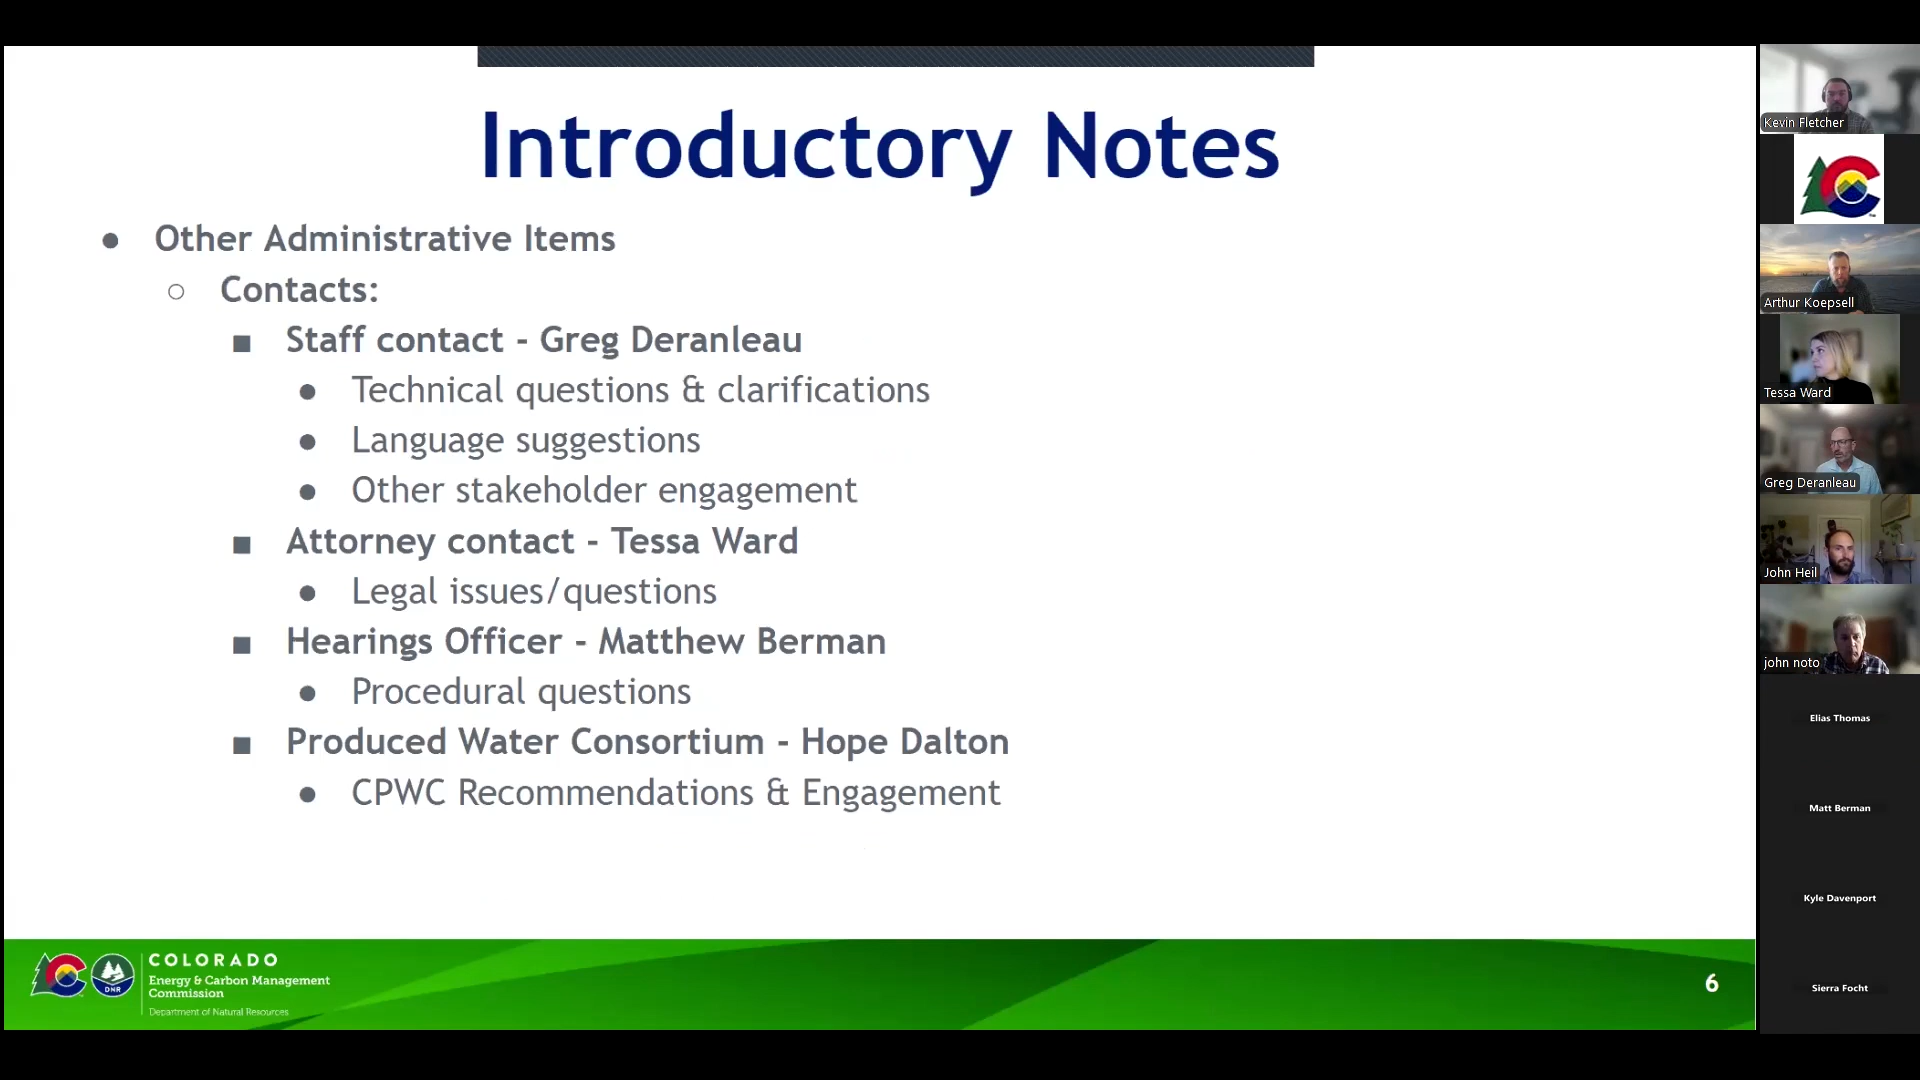 Introductory Notes
● Other Administrative Items
○ Contacts:
■ Staff contact - Greg Deranleau
● Technical questions & clarifications
● Language suggestions
● Other stakeholder engagement
■ Attorney contact - Tessa Ward
● Legal issues/questions
■ Hearings Officer - Matthew Berman
● Procedural questions
■ Produced Water Consortium - Hope Dalton
● CPWC Recommendations & Engagement
DNR
COLORADO
Energy & Carbon Management
Commission
Department of Natural Resources
6
Kevin Fletcher
Arthur Koepsell
Tessa Ward
Greg Deranleau
John Heil
john noto
Elias Thomas
Matt Berman
Kyle Davenport
Sierra Focht